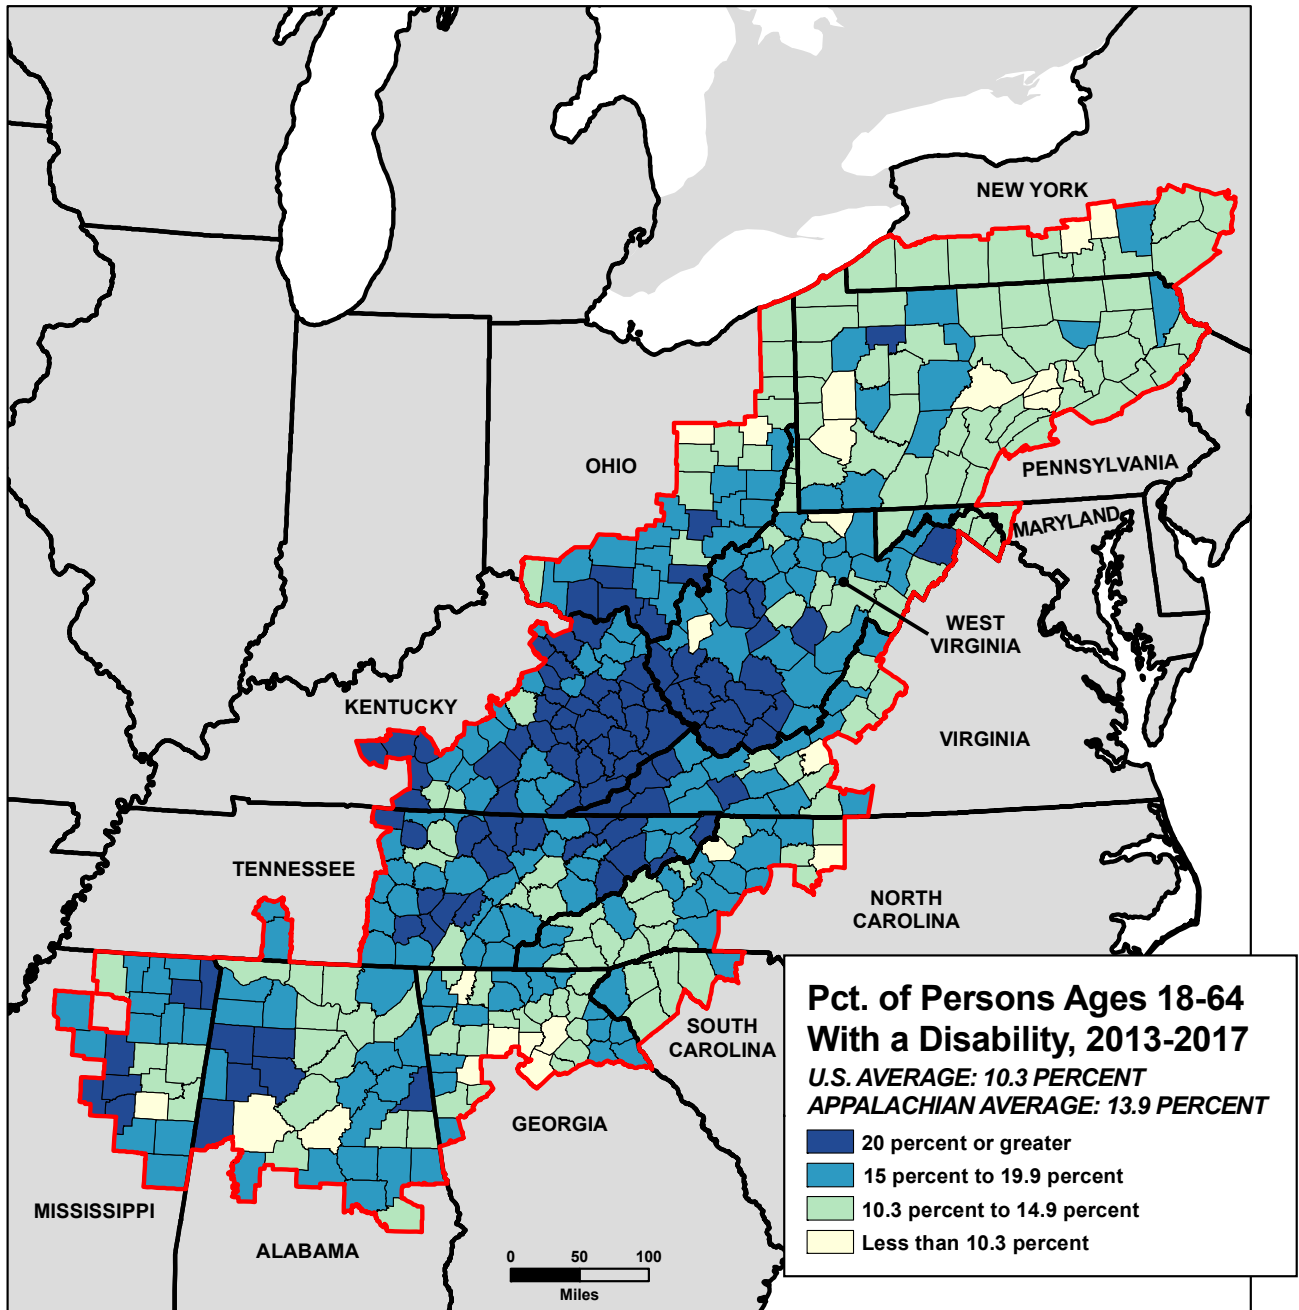 NEW YORK
OHIO
PENNSYLVANIA
MARYLAND
WEST
VIRGINIA
KENTUCKY
VIRGINIA
TENNESSEE
NORTH
CAROLINA
SOUTH
CAROLINA
GEORGIA
MISSISSIPPI
ALABAMA
Pct. of Persons Ages 18-64
With a Disability, 2013-2017
U.S. AVERAGE: 10.3 PERCENT
APPALACHIAN AVERAGE: 13.9 PERCENT
20 percent or greater
15 percent to 19.9 percent
10.3 percent to 14.9 percent
Less than 10.3 percent
0 50 100
Miles